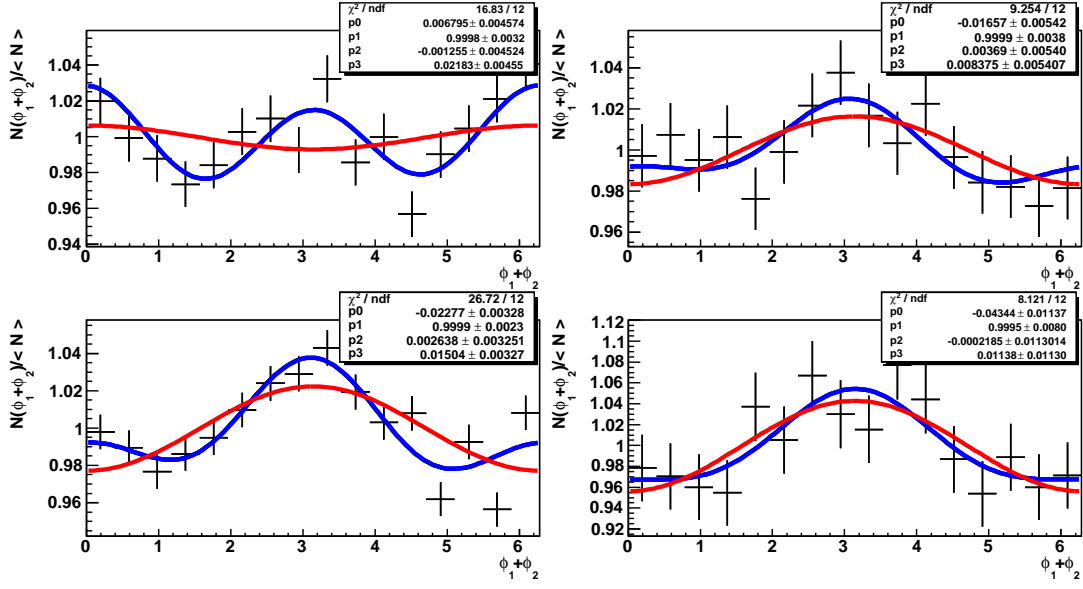 χ² / ndf 16.83 / 12
p0 0.006795 ± 0.004574
p1 0.9998 ± 0.0032
p2 -0.001255 ± 0.004524
p3 0.02183 ± 0.00455
N(ϕ₁+ϕ₂)/< N >
1.04
1.02
1
0.98
0.96
0.94
0 1 2 3 4 5 6
ϕ₁+ϕ₂
χ² / ndf 9.254 / 12
p0 -0.01657 ± 0.00542
p1 0.9999 ± 0.0038
p2 0.00369 ± 0.00540
p3 0.008375 ± 0.005407
N(ϕ₁+ϕ₂)/< N >
1.04
1.02
1
0.98
0.96
0 1 2 3 4 5 6
ϕ₁+ϕ₂
χ² / ndf 26.72 / 12
p0 -0.02277 ± 0.00328
p1 0.9999 ± 0.0023
p2 0.002638 ± 0.003251
p3 0.01504 ± 0.00327
N(ϕ₁+ϕ₂)/< N >
1.04
1.02
1
0.98
0.96
0 1 2 3 4 5 6
ϕ₁+ϕ₂
χ² / ndf 8.121 / 12
p0 -0.04344 ± 0.01137
p1 0.9995 ± 0.0080
p2 -0.0002185 ± 0.0113014
p3 0.01138 ± 0.01130
N(ϕ₁+ϕ₂)/< N >
1.12
1.10
1.08
1.06
1.04
1.02
1
0.98
0.96
0.94
0.92
0 1 2 3 4 5 6
ϕ₁+ϕ₂